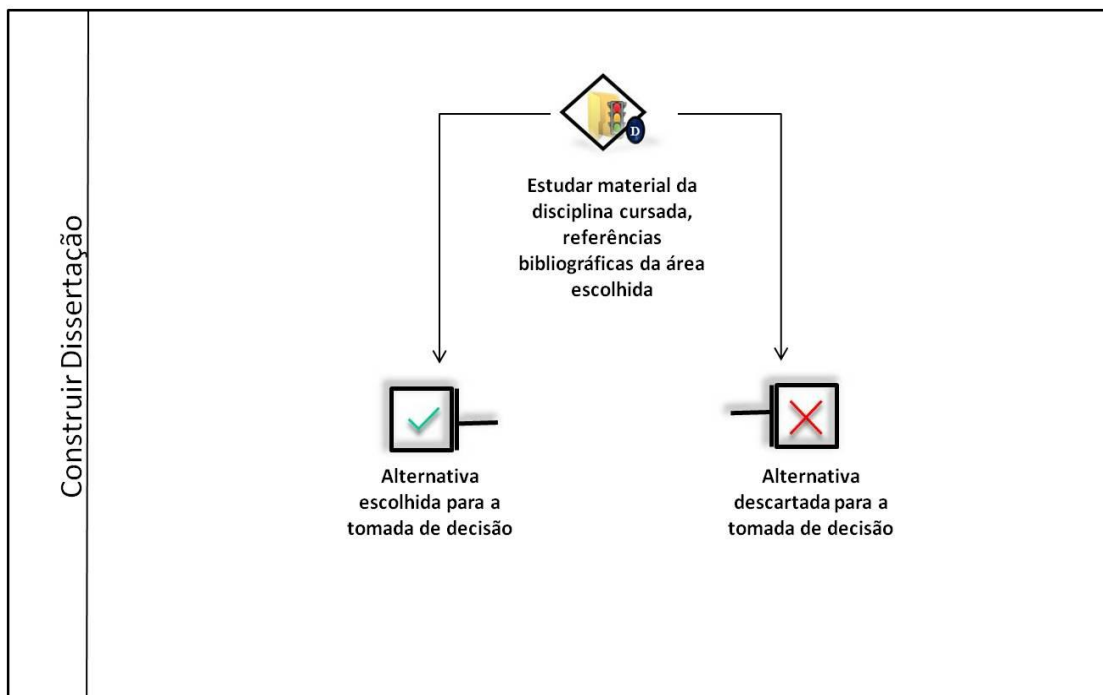 Construir Dissertação
D
Estudar material da
disciplina cursada,
referências
bibliográficas da área
escolhida
Alternativa
escolhida para a
tomada de decisão
Alternativa
descartada para a
tomada de decisão